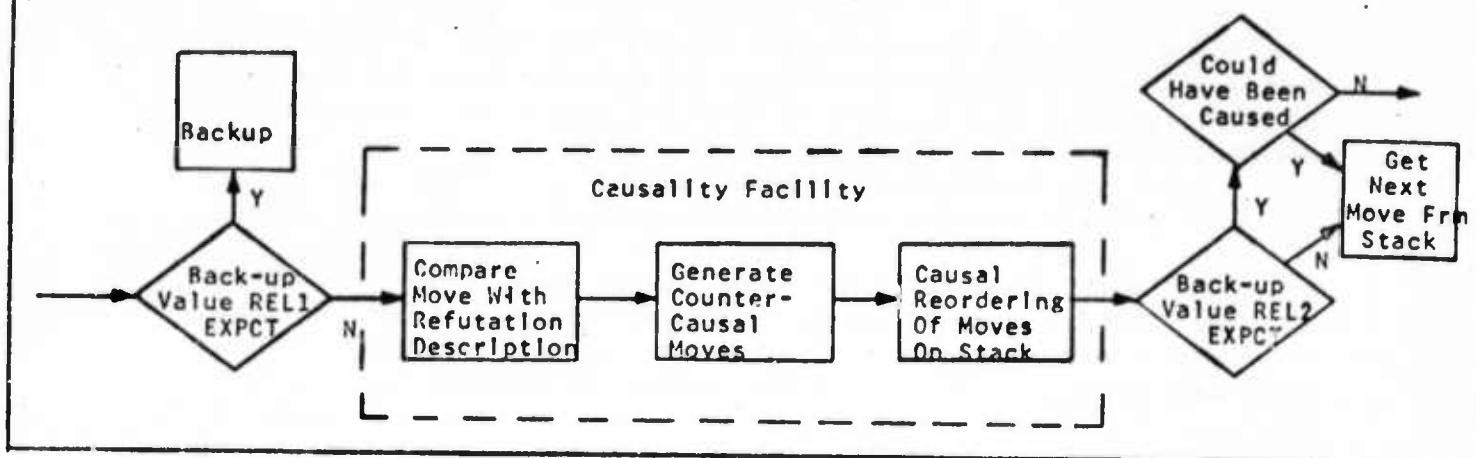 Backup
Y
Back-up
Value REL1
EXPCT
N
Causality Facility
Compare
Move With
Refutation
Description
Generate
Counter-
Causal
Moves
Causal
Reordering
Of Moves
On Stack
Back-up
Value REL2
EXPCT
Y
N
Could
Have Been
Caused
N
Y
Get
Next
Move Frm
Stack